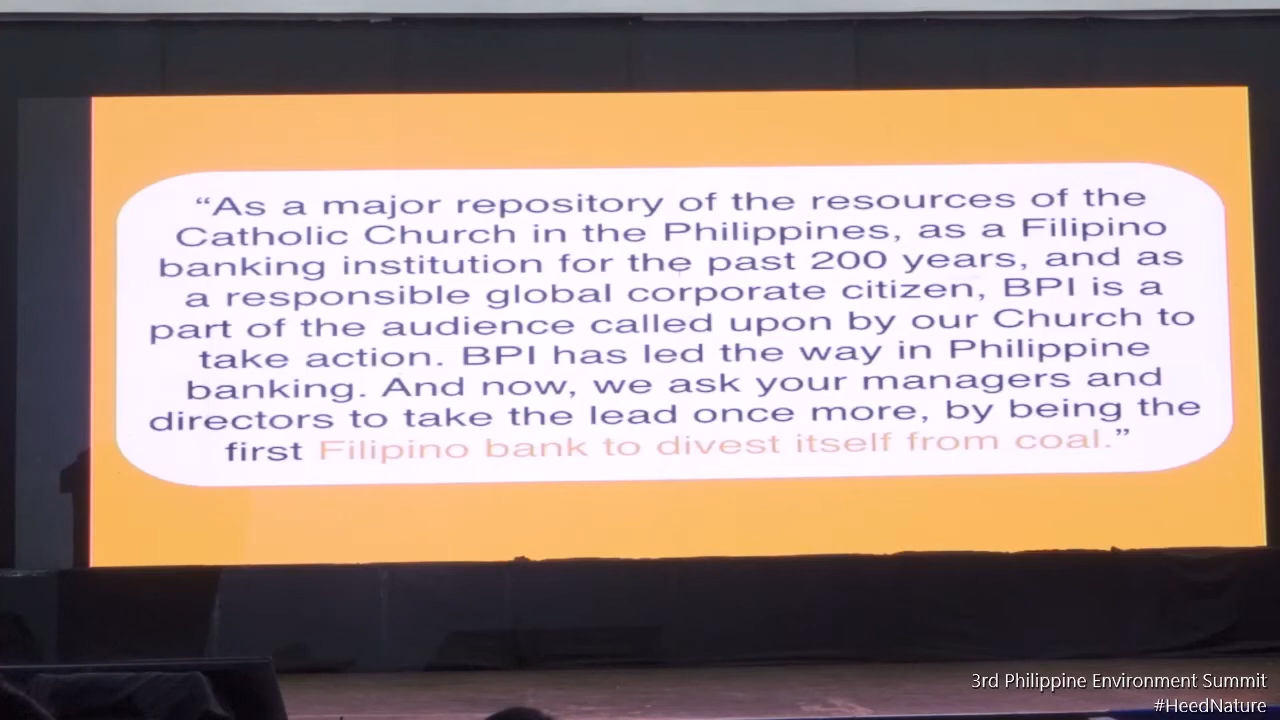 “As a major repository of the resources of the
Catholic Church in the Philippines, as a Filipino
banking institution for the past 200 years, and as
a responsible global corporate citizen, BPI is a
part of the audience called upon by our Church to
take action. BPI has led the way in Philippine
banking. And now, we ask your managers and
directors to take the lead once more, by being the
first Filipino bank to divest itself from coal.”
3rd Philippine Environment Summit
#HeedNature